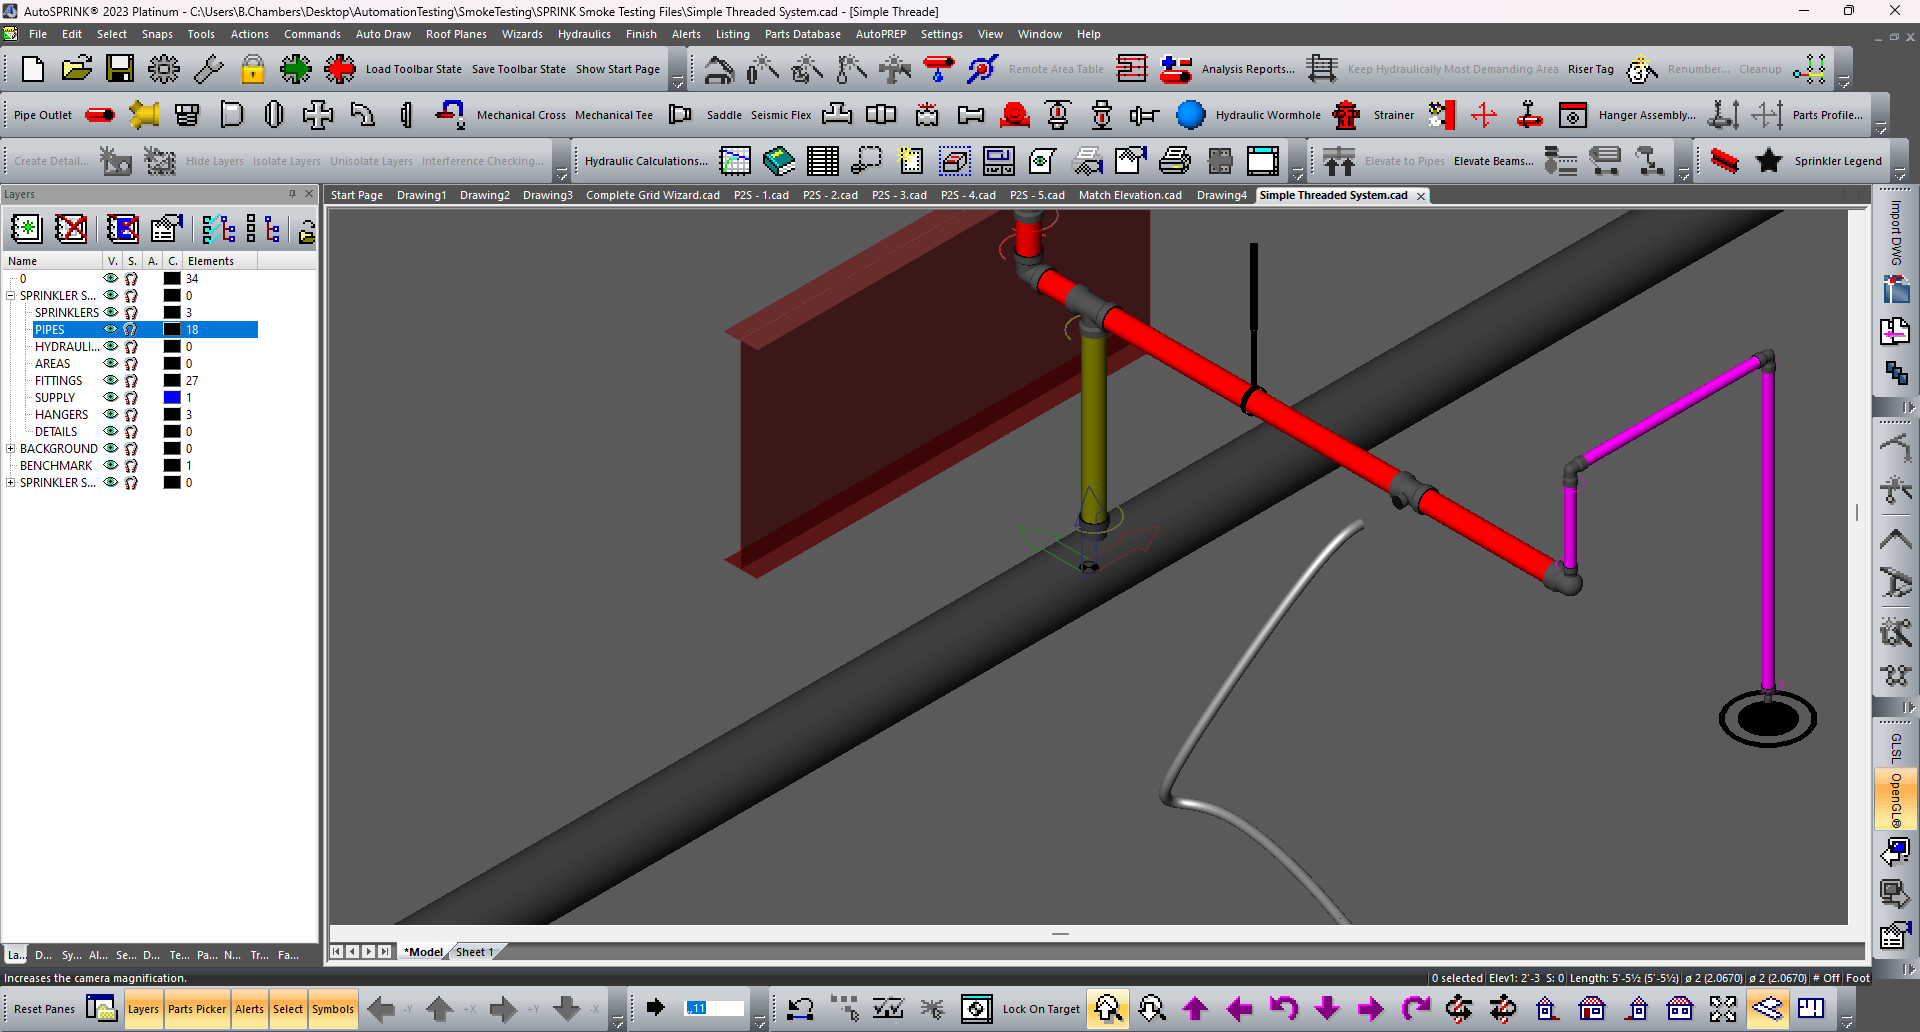 AutoSPRINK® 2023 Platinum - C:\Users\B.Chambers\Desktop\AutomationTesting\SmokeTesting\SPRINK Smoke Testing Files\Simple Threaded System.cad - [Simple Threade]
File Edit Select Snaps Tools Actions Commands Auto Draw Roof Planes Wizards Hydraulics Finish Alerts Listing Parts Database AutoPREP Settings View Window Help
Load Toolbar State Save Toolbar State Show Start Page Remote Area Table Analysis Reports... Keep Hydraulically Most Demanding Area Riser Tag Renumber... Cleanup
Pipe Outlet Mechanical Cross Mechanical Tee Saddle Seismic Flex Hydraulic Wormhole Strainer Hanger Assembly... Parts Profile...
Create Detail... Hide Layers Isolate Layers Unisolate Layers Interference Checking... Hydraulic Calculations... Elevate to Pipes Elevate Beams... Sprinkler Legend
Layers
Start Page Drawing1 Drawing2 Drawing3 Complete Grid Wizard.cad P2S - 1.cad P2S - 2.cad P2S - 3.cad P2S - 4.cad P2S - 5.cad Match Elevation.cad Drawing4 Simple Threaded System.cad
Import DWG
Name V. S. A. C. Elements
0 34
SPRINKLER S... 0
SPRINKLERS 3
PIPES 18
HYDRAULI... 0
AREAS 0
FITTINGS 27
SUPPLY 1
HANGERS 3
DETAILS 0
BACKGROUND 0
BENCHMARK 1
SPRINKLER S... 0
GLSL
OpenGL®
La... D... Sy... Al... Se... D... Te... Pa... N... Tr... Fa...
*Model Sheet 1
Increases the camera magnification.
0 selected Elev1: 2'-3 S: 0 Length: 5'-5½ (5'-5½) ø 2 (2.0670) ø 2 (2.0670) # Off Foot
Reset Panes Layers Parts Picker Alerts Select Symbols -Y +X +Y -X ,,11 Lock On Target